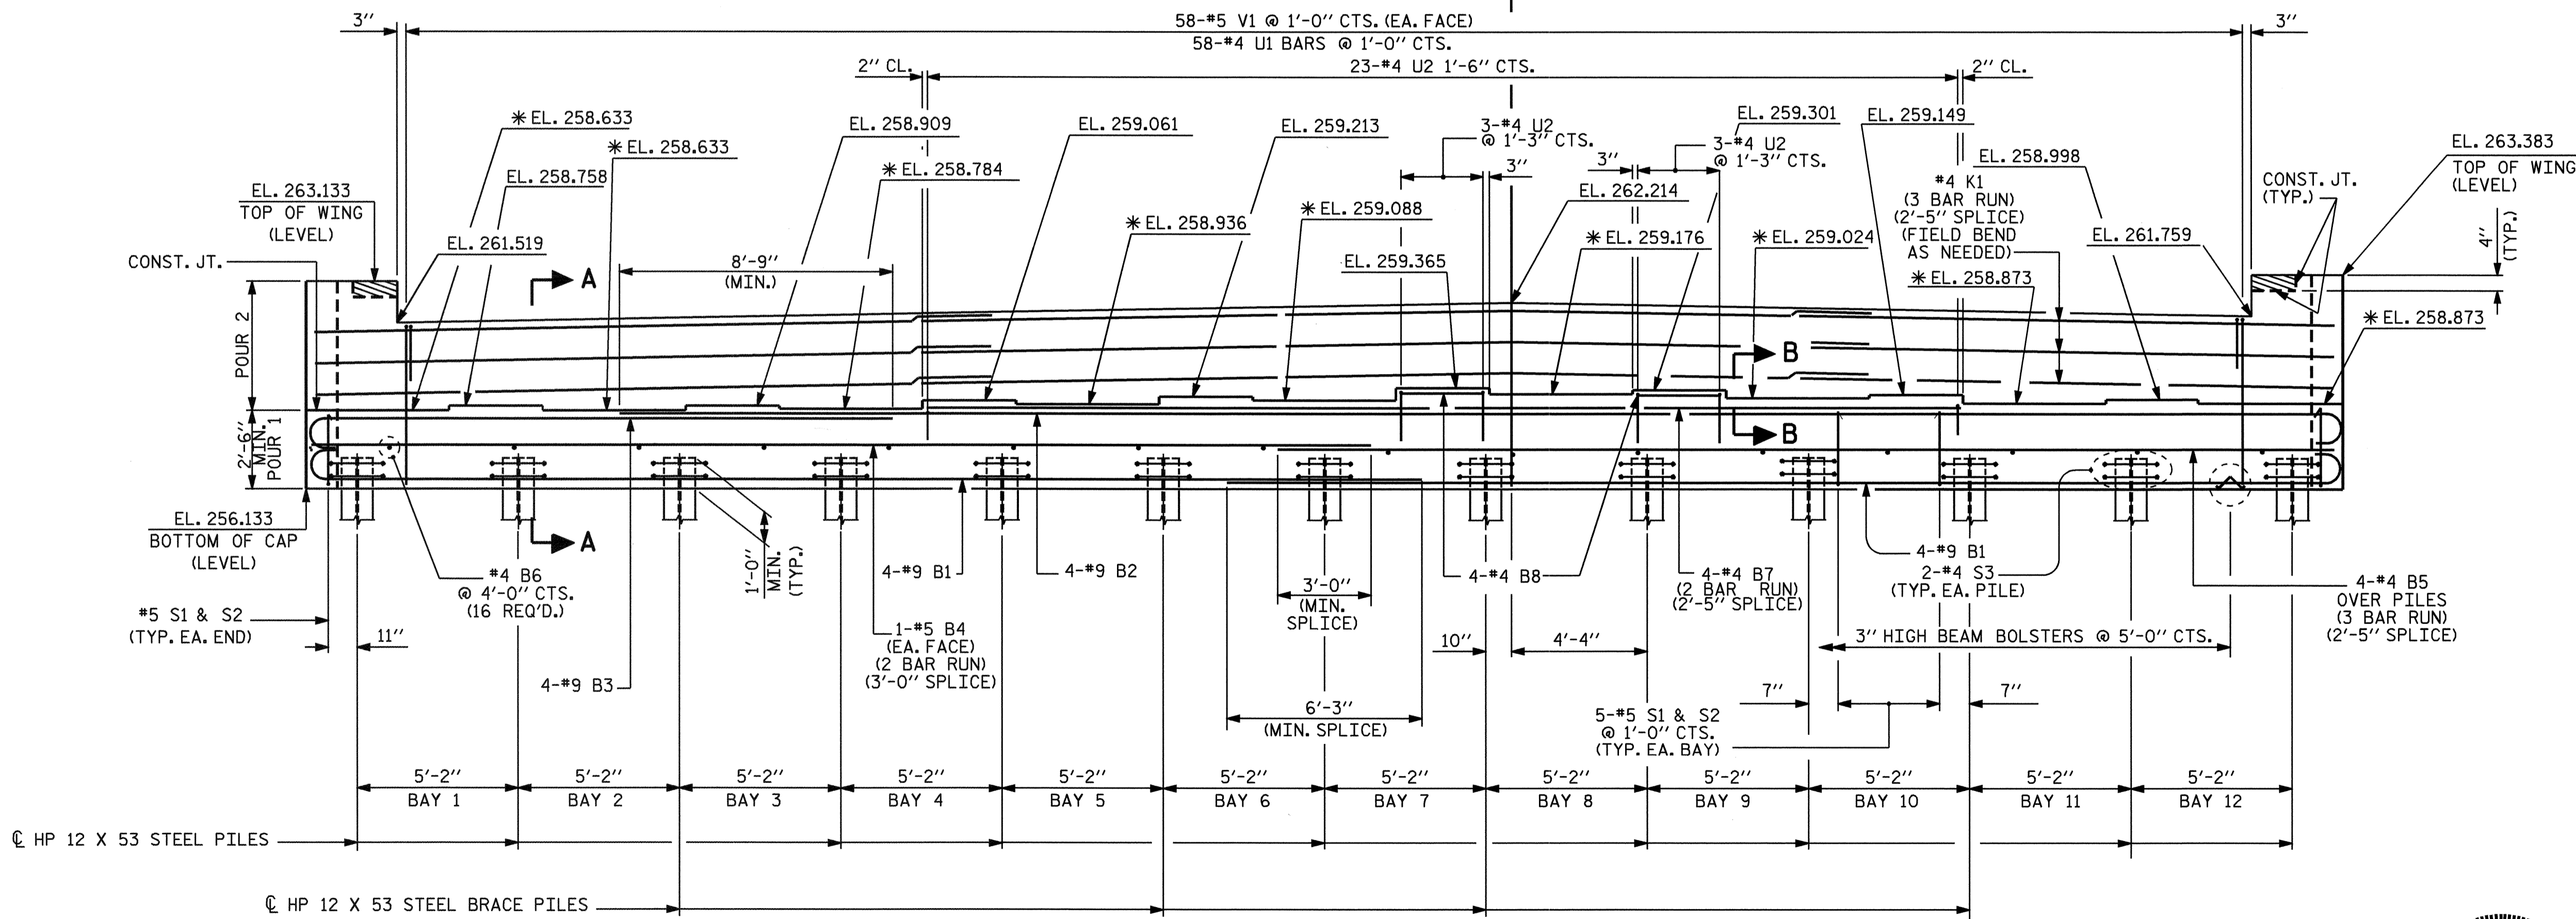 3″
58-#5 V1 @ 1′-0″ CTS. (EA. FACE)
58-#4 U1 BARS @ 1′-0″ CTS.
3″
2″ CL.
23-#4 U2 1′-6″ CTS.
2″ CL.
* EL. 258.633
* EL. 258.633
EL. 258.758
EL. 258.909
* EL. 258.784
EL. 259.061
EL. 259.213
* EL. 258.936
* EL. 259.088
3-#4 U2
@ 1′-3″ CTS.
3″
3″
3-#4 U2
@ 1′-3″ CTS.
EL. 259.301
EL. 259.149
EL. 258.998
EL. 263.383
TOP OF WING
(LEVEL)
CONST. JT.
(TYP.)
4″
(TYP.)
EL. 263.133
TOP OF WING
(LEVEL)
EL. 261.519
CONST. JT.
8′-9″
(MIN.)
A
EL. 262.214
* EL. 259.176
EL. 259.365
* EL. 259.024
#4 K1
(3 BAR RUN)
(2′-5″ SPLICE)
(FIELD BEND
AS NEEDED)
EL. 261.759
* EL. 258.873
* EL. 258.873
POUR 2
2′-6″
MIN.
POUR 1
B
B
EL. 256.133
BOTTOM OF CAP
(LEVEL)
A
#4 B6
@ 4′-0″ CTS.
(16 REQ'D.)
#5 S1 & S2
(TYP. EA. END)
11″
1′-0″
MIN.
(TYP.)
4-#9 B1
4-#9 B2
4-#9 B3
1-#5 B4
(EA. FACE)
(2 BAR RUN)
(3′-0″ SPLICE)
3′-0″
(MIN.
SPLICE)
4-#4 B8
4-#4 B7
(2 BAR RUN)
(2′-5″ SPLICE)
4-#9 B1
2-#4 S3
(TYP. EA. PILE)
4-#4 B5
OVER PILES
(3 BAR RUN)
(2′-5″ SPLICE)
10″
4′-4″
3″ HIGH BEAM BOLSTERS @ 5′-0″ CTS.
6′-3″
(MIN. SPLICE)
7″
7″
5-#5 S1 & S2
@ 1′-0″ CTS.
(TYP. EA. BAY)
5′-2″ 5′-2″ 5′-2″ 5′-2″ 5′-2″ 5′-2″ 5′-2″ 5′-2″ 5′-2″ 5′-2″ 5′-2″ 5′-2″
BAY 1 BAY 2 BAY 3 BAY 4 BAY 5 BAY 6 BAY 7 BAY 8 BAY 9 BAY 10 BAY 11 BAY 12
℄ HP 12 X 53 STEEL PILES
℄ HP 12 X 53 STEEL BRACE PILES